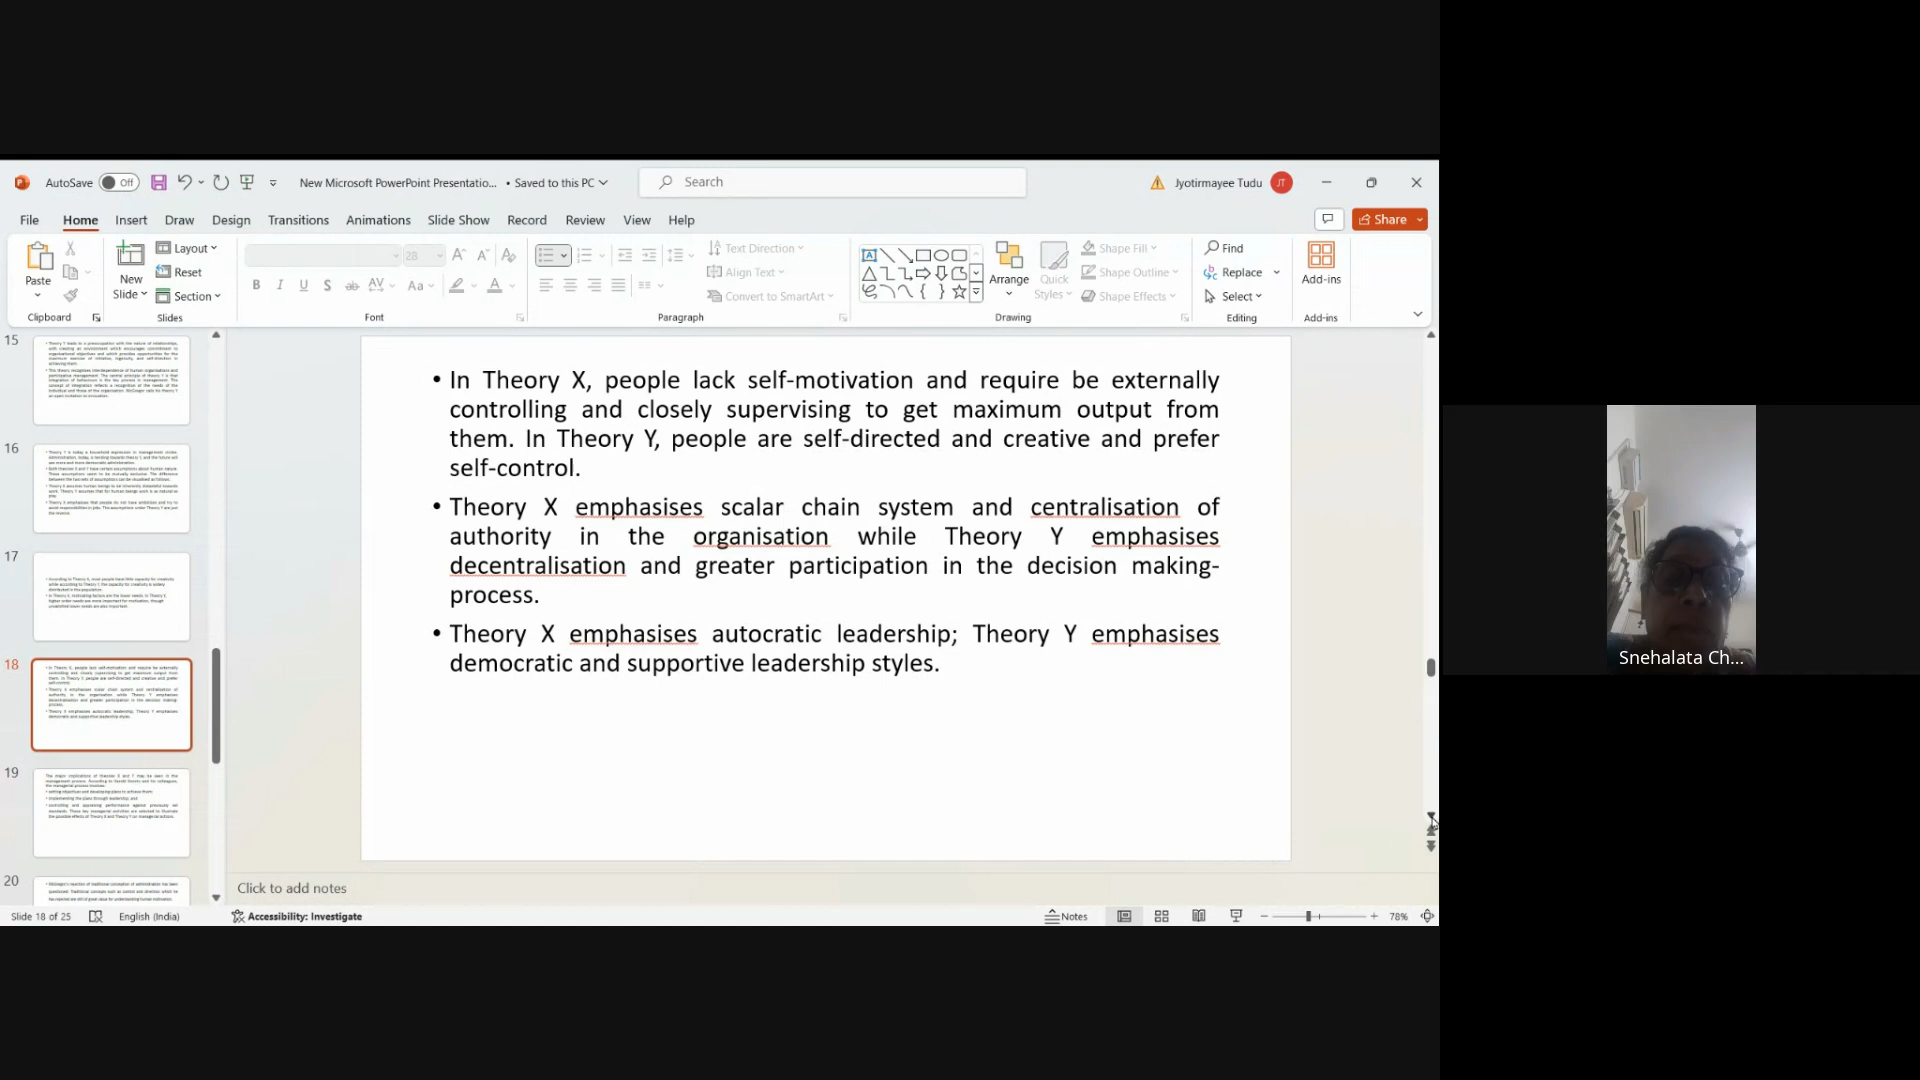 AutoSave Off New Microsoft PowerPoint Presentatio... • Saved to this PC Search Jyotirmayee Tudu JT
File Home Insert Draw Design Transitions Animations Slide Show Record Review View Help Share
Paste New Slide Layout Reset Section 28 Text Direction Align Text Convert to SmartArt Arrange Quick Styles Shape Fill Shape Outline Shape Effects Find Replace Select Add-ins
Clipboard Slides Font Paragraph Drawing Editing Add-ins
15
16
17
18
19
20
• In Theory X, people lack self-motivation and require be externally
controlling and closely supervising to get maximum output from
them. In Theory Y, people are self-directed and creative and prefer
self-control.
• Theory X emphasises scalar chain system and centralisation of
authority in the organisation while Theory Y emphasises
decentralisation and greater participation in the decision making-
process.
• Theory X emphasises autocratic leadership; Theory Y emphasises
democratic and supportive leadership styles.
Click to add notes
Slide 18 of 25 English (India) Accessibility: Investigate Notes 78%
Snehalata Ch...